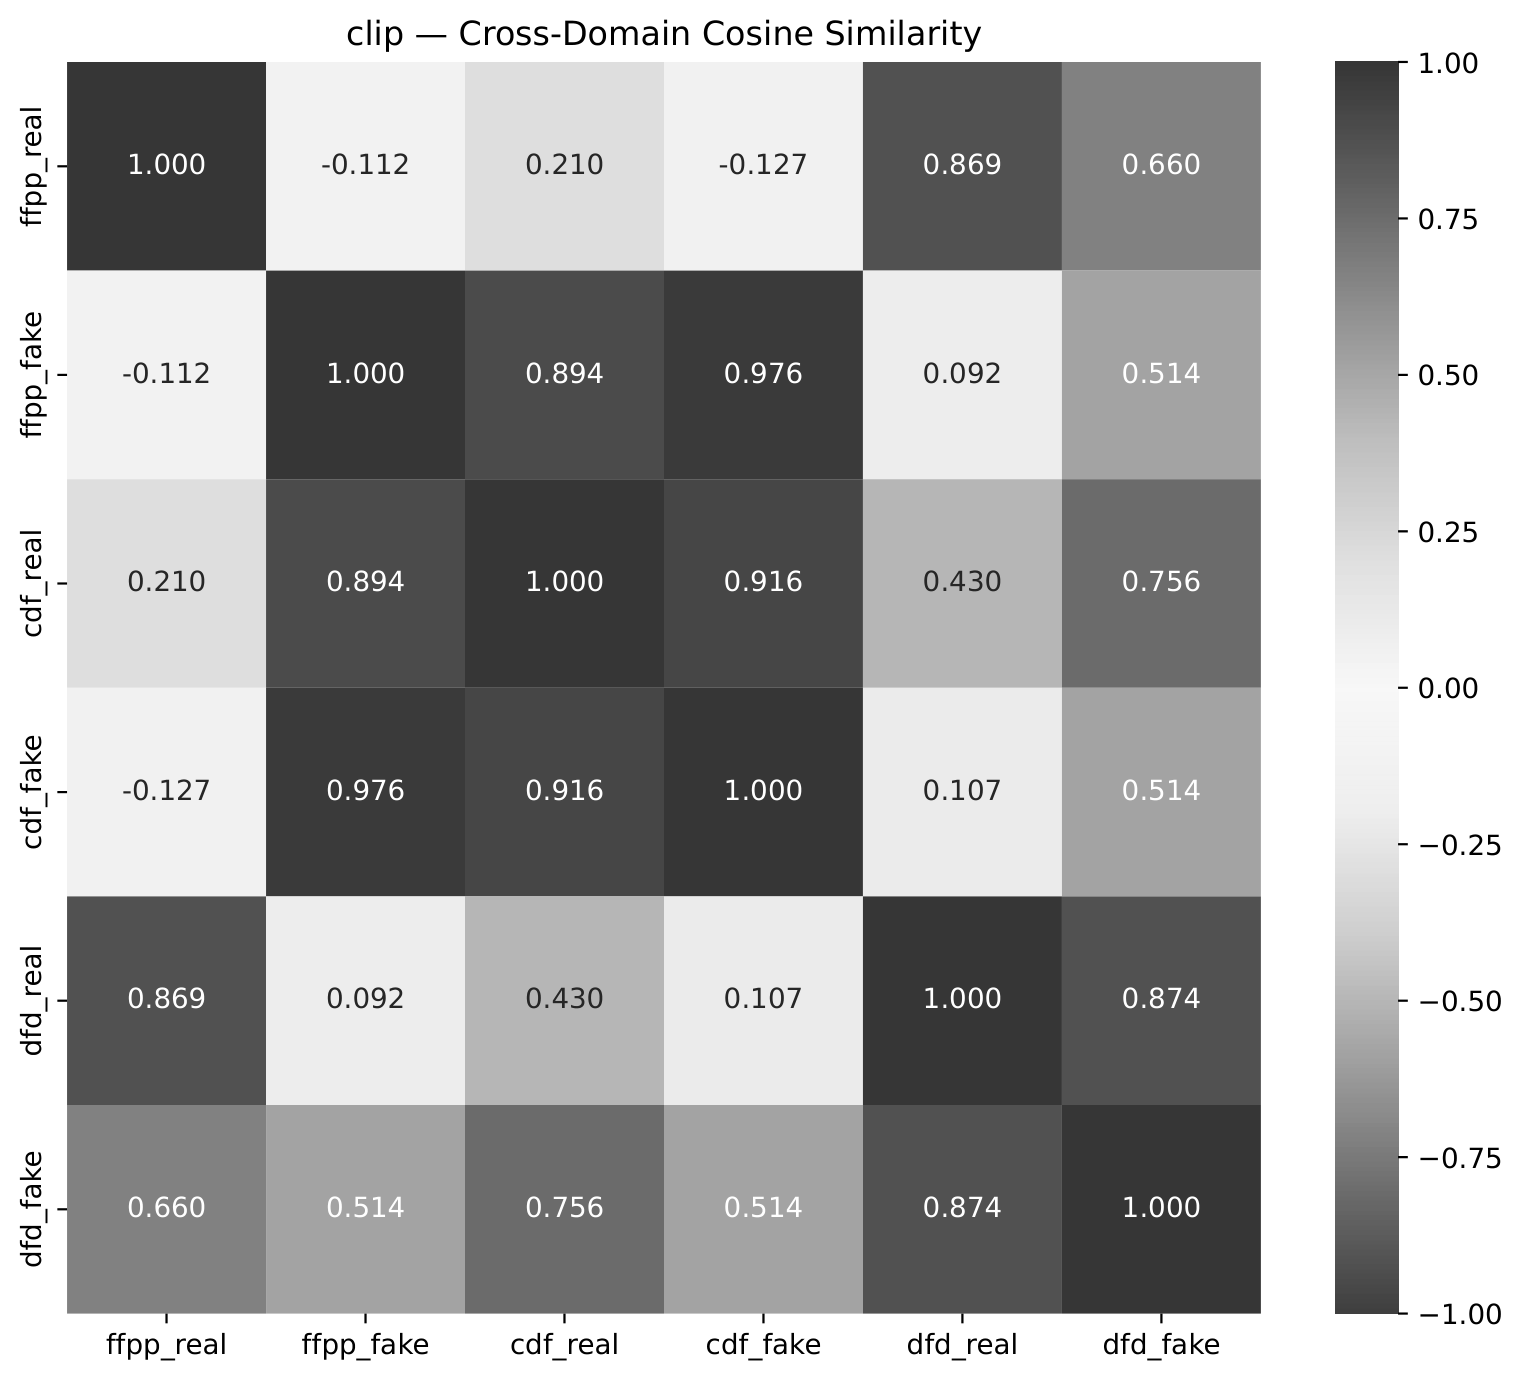 clip — Cross-Domain Cosine Similarity
ffpp_real 1.000 -0.112 0.210 -0.127 0.869 0.660
ffpp_fake -0.112 1.000 0.894 0.976 0.092 0.514
cdf_real 0.210 0.894 1.000 0.916 0.430 0.756
cdf_fake -0.127 0.976 0.916 1.000 0.107 0.514
dfd_real 0.869 0.092 0.430 0.107 1.000 0.874
dfd_fake 0.660 0.514 0.756 0.514 0.874 1.000
ffpp_real ffpp_fake cdf_real cdf_fake dfd_real dfd_fake
1.00
0.75
0.50
0.25
0.00
−0.25
−0.50
−0.75
−1.00